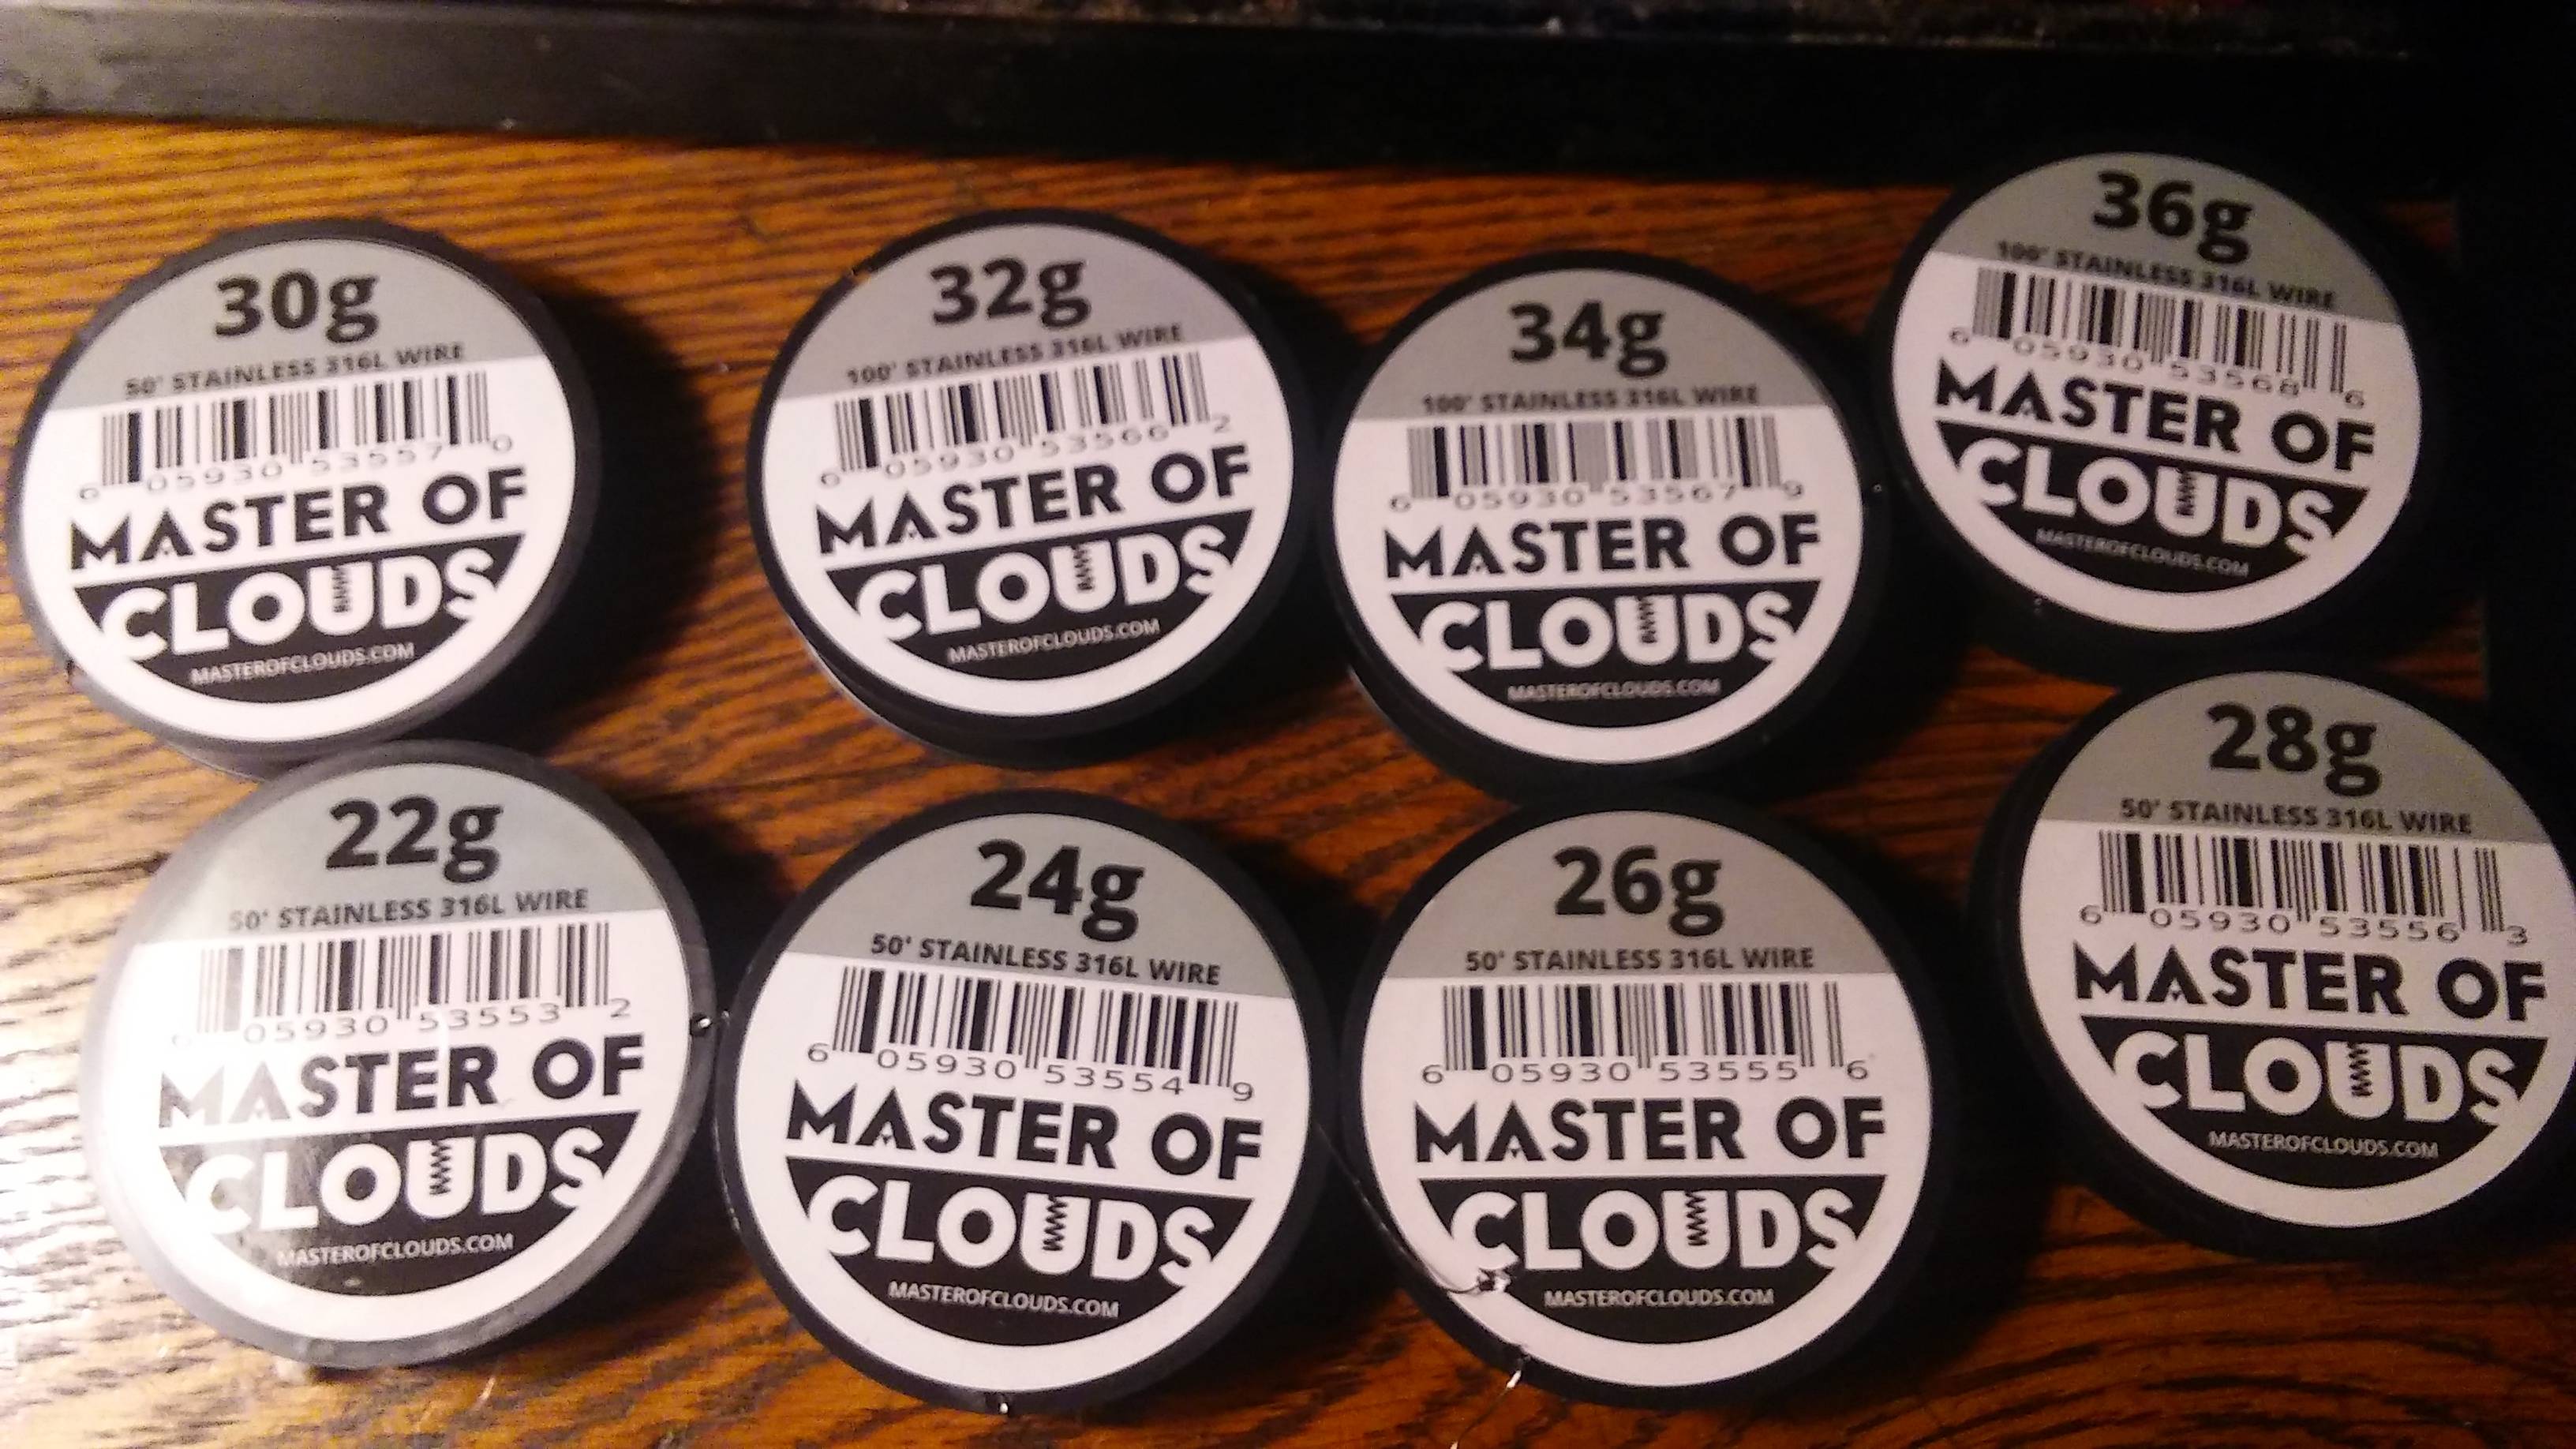 30g
50' STAINLESS 316L WIRE
6 05930 53557 0
MASTER OF
CLOUDS
MASTEROFCLOUDS.COM
32g
100' STAINLESS 316L WIRE
6 05930 53566 2
MASTER OF
CLOUDS
MASTEROFCLOUDS.COM
34g
100' STAINLESS 316L WIRE
6 05930 53567 9
MASTER OF
CLOUDS
MASTEROFCLOUDS.COM
36g
100' STAINLESS 316L WIRE
6 05930 53568 6
MASTER OF
CLOUDS
MASTEROFCLOUDS.COM
22g
50' STAINLESS 316L WIRE
6 05930 53553 2
MASTER OF
CLOUDS
MASTEROFCLOUDS.COM
24g
50' STAINLESS 316L WIRE
6 05930 53554 9
MASTER OF
CLOUDS
MASTEROFCLOUDS.COM
26g
50' STAINLESS 316L WIRE
6 05930 53555 6
MASTER OF
CLOUDS
MASTEROFCLOUDS.COM
28g
50' STAINLESS 316L WIRE
6 05930 53556 3
MASTER OF
CLOUDS
MASTEROFCLOUDS.COM